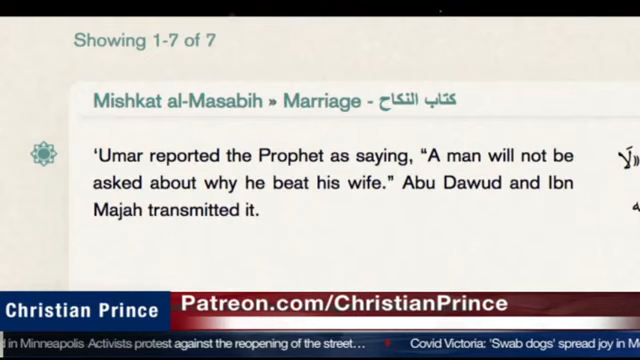 Showing 1-7 of 7
Mishkat al-Masabih » Marriage - كتاب النكاح
‘Umar reported the Prophet as saying, “A man will not be
asked about why he beat his wife.” Abu Dawud and Ibn
Majah transmitted it.
«لَا
Christian Prince
Patreon.com/ChristianPrince
in Minneapolis Activists protest against the reopening of the street… Covid Victoria: 'Swab dogs' spread joy in M